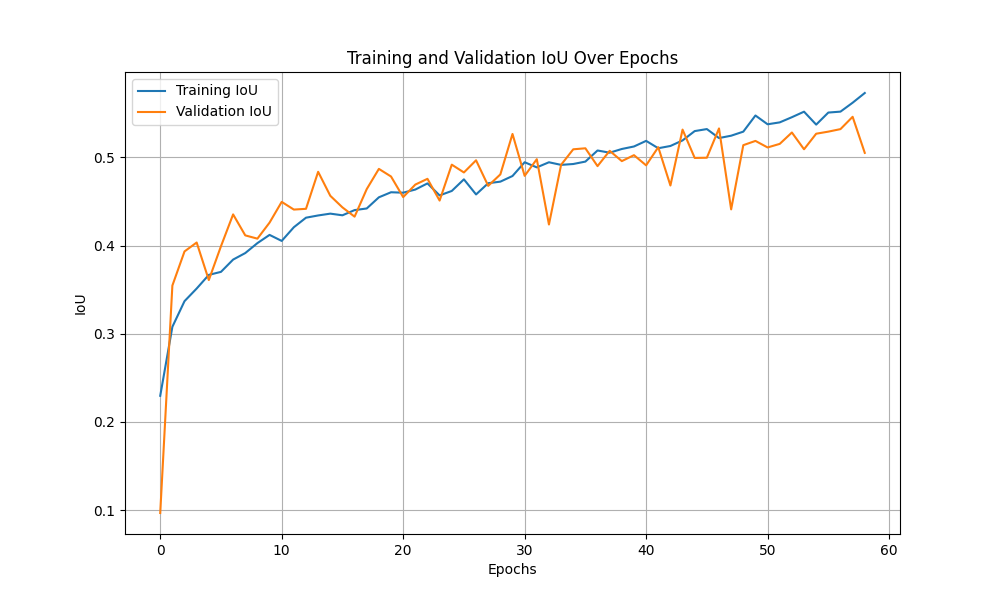 Training and Validation IoU Over Epochs
Training IoU
Validation IoU
0.5
0.4
0.3
0.2
0.1
IoU
0 10 20 30 40 50 60
Epochs